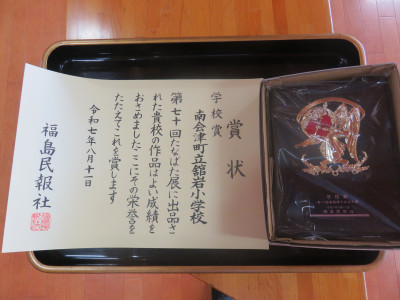 賞状
学校賞
南会津町立舘岩小学校
第七十回たなばた展に出品さ
れた貴校の作品はよい成績を
おさめました ここにその栄誉を
たたえてこれを賞します
令和七年八月十一日
福島民報社
学校賞